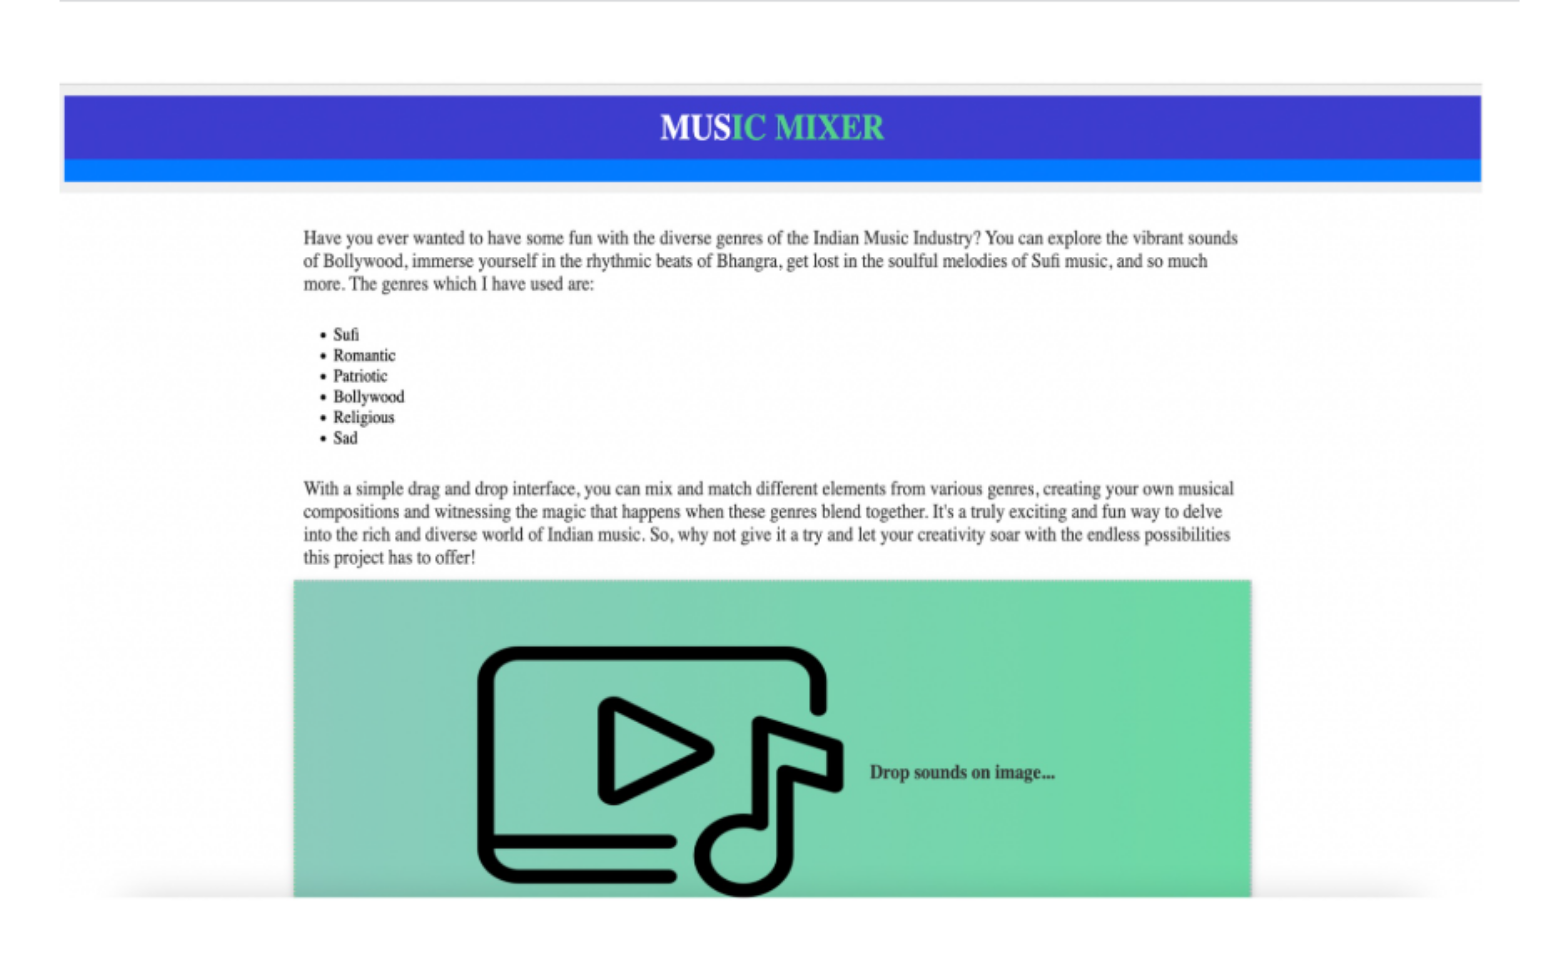 MUSIC MIXER
Have you ever wanted to have some fun with the diverse genres of the Indian Music Industry? You can explore the vibrant sounds
of Bollywood, immerse yourself in the rhythmic beats of Bhangra, get lost in the soulful melodies of Sufi music, and so much
more. The genres which I have used are:
• Sufi
• Romantic
• Patriotic
• Bollywood
• Religious
• Sad
With a simple drag and drop interface, you can mix and match different elements from various genres, creating your own musical
compositions and witnessing the magic that happens when these genres blend together. It's a truly exciting and fun way to delve
into the rich and diverse world of Indian music. So, why not give it a try and let your creativity soar with the endless possibilities
this project has to offer!
Drop sounds on image...